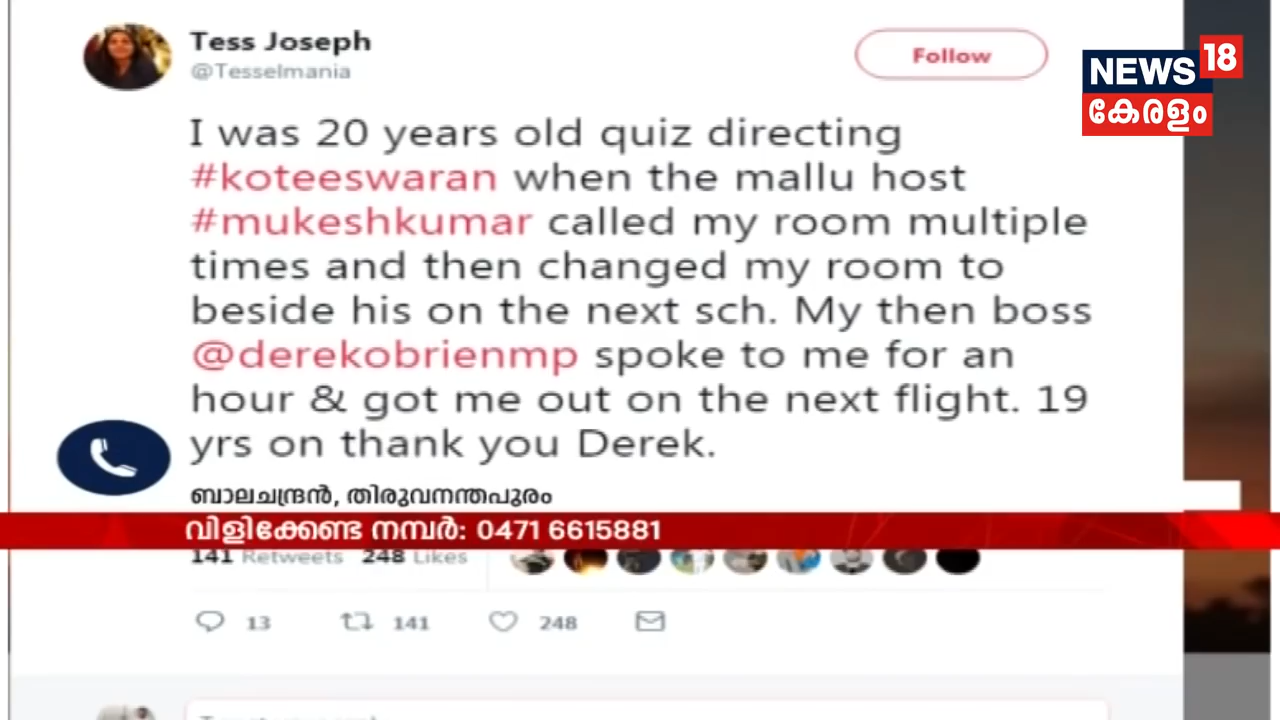 Tess Joseph
@Tesselmania
Follow
NEWS 18
കേരളം
I was 20 years old quiz directing
#koteeswaran when the mallu host
#mukeshkumar called my room multiple
times and then changed my room to
beside his on the next sch. My then boss
@derekobrienmp spoke to me for an
hour & got me out on the next flight. 19
yrs on thank you Derek.
ബാലചന്ദ്രൻ, തിരുവനന്തപുരം
വിളിക്കേണ്ട നമ്പർ: 0471 6615881
141 Retweets 248 Likes
13 141 248